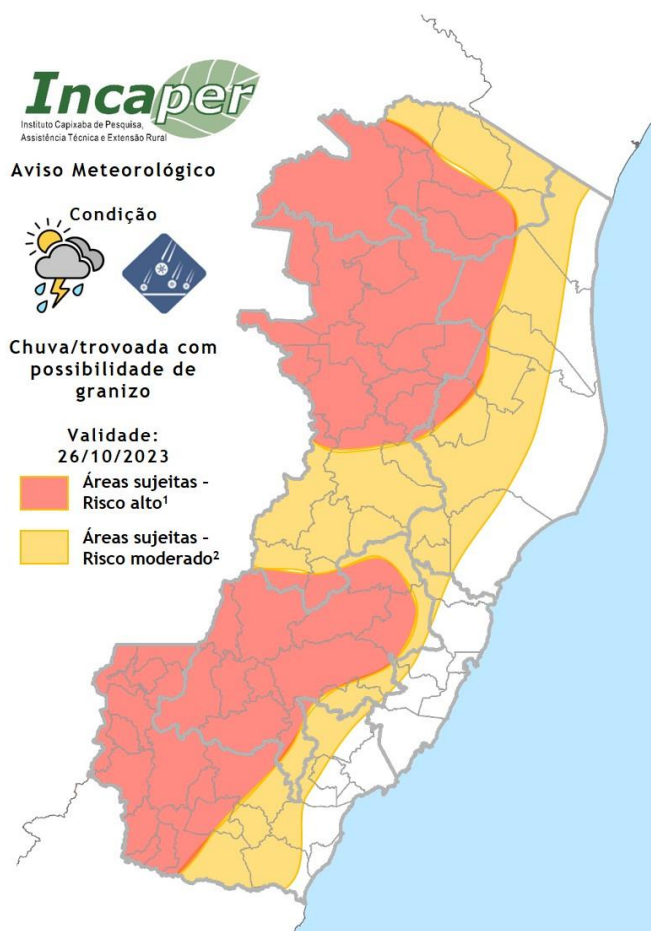 Incaper
Instituto Capixaba de Pesquisa,
Assistência Técnica e Extensão Rural
Aviso Meteorológico
Condição
Chuva/trovoada com
possibilidade de
granizo
Validade:
26/10/2023
Áreas sujeitas -
Risco alto¹
Áreas sujeitas -
Risco moderado²